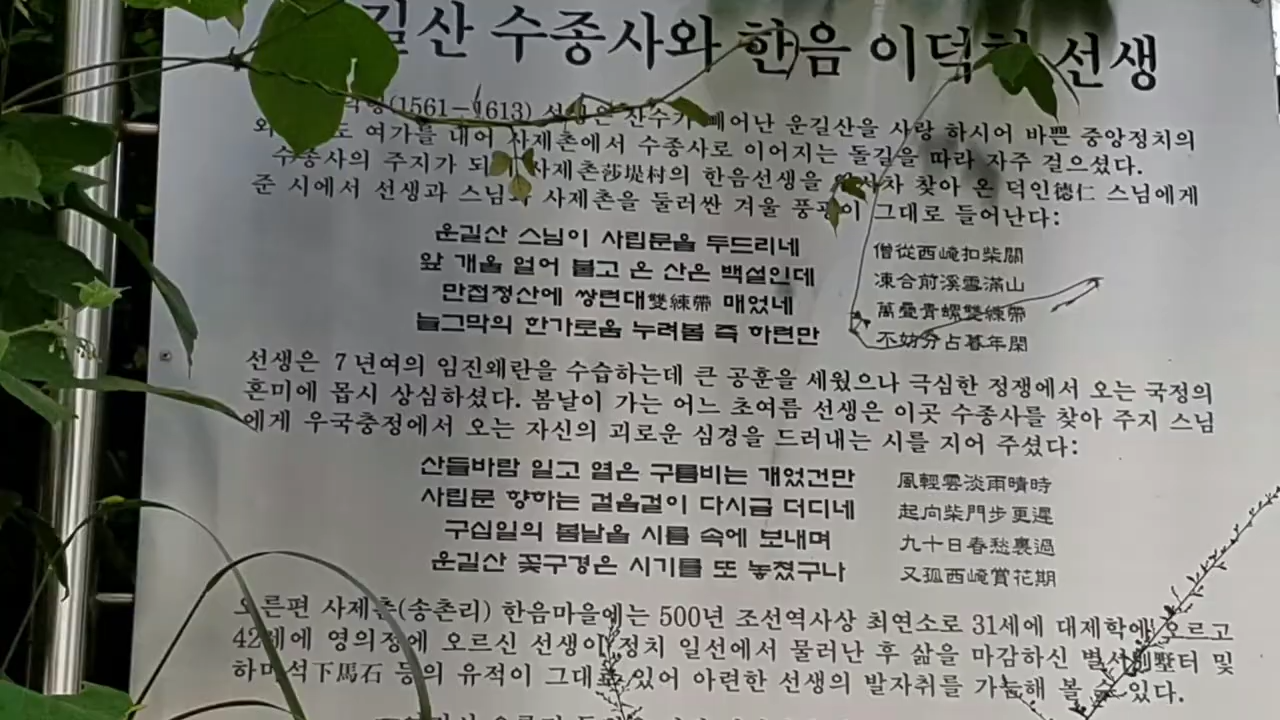 길산 수종사와 한음 이덕 선생
(1561-1613) 산수가 빼어난 운길산을 사랑 하시어 바쁜 중앙정치의
와 도 여가를 내어 사제촌에서 수종사로 이어지는 돌길을 따라 자주 걸으셨다.
수종사의 주지가 되 사제촌莎堤村의 한음선생을 찾아 온 덕인德仁 스님에게
준 시에서 선생과 스님 사제촌을 둘러싼 겨울 풍광이 그대로 들어난다:
운길산 스님이 사립문을 두드리네
앞 개울 얼어 붙고 온 산은 백설인데
만첩청산에 쌍련대雙練帶 매었네
늘그막의 한가로움 누려봄 즉 하련만
僧從西崦扣柴關
凍合前溪雪滿山
萬疊靑螺雙練帶
不妨分占暮年閑
선생은 7년여의 임진왜란을 수습하는데 큰 공훈을 세웠으나 극심한 정쟁에서 오는 국정의
혼미에 몹시 상심하셨다. 봄날이 가는 어느 초여름 선생은 이곳 수종사를 찾아 주지 스님
에게 우국충정에서 오는 자신의 괴로운 심경을 드러내는 시를 지어 주셨다:
산들바람 일고 옅은 구름비는 개었건만
사립문 향하는 걸음걸이 다시금 더디네
구십일의 봄날을 시름 속에 보내며
운길산 꽃구경은 시기를 또 놓쳤구나
風輕雲淡雨晴時
起向柴門步更遲
九十日春愁裏過
又孤西崦賞花期
오른편 사제촌(송촌리) 한음마을에는 500년 조선역사상 최연소로 31세에 대제학에 오르고
42세에 영의정에 오르신 선생이 정치 일선에서 물러난 후 삶을 마감하신 별서別墅터 및
하마석下馬石 등의 유적이 그대로 있어 아련한 선생의 발자취를 가늠해 볼 수 있다.